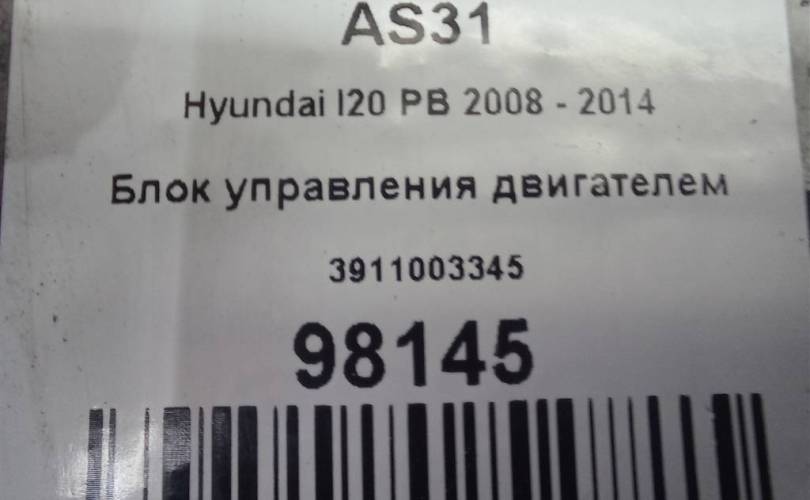 AS31
Hyundai I20 PB 2008 - 2014
Блок управления двигателем
3911003345
98145